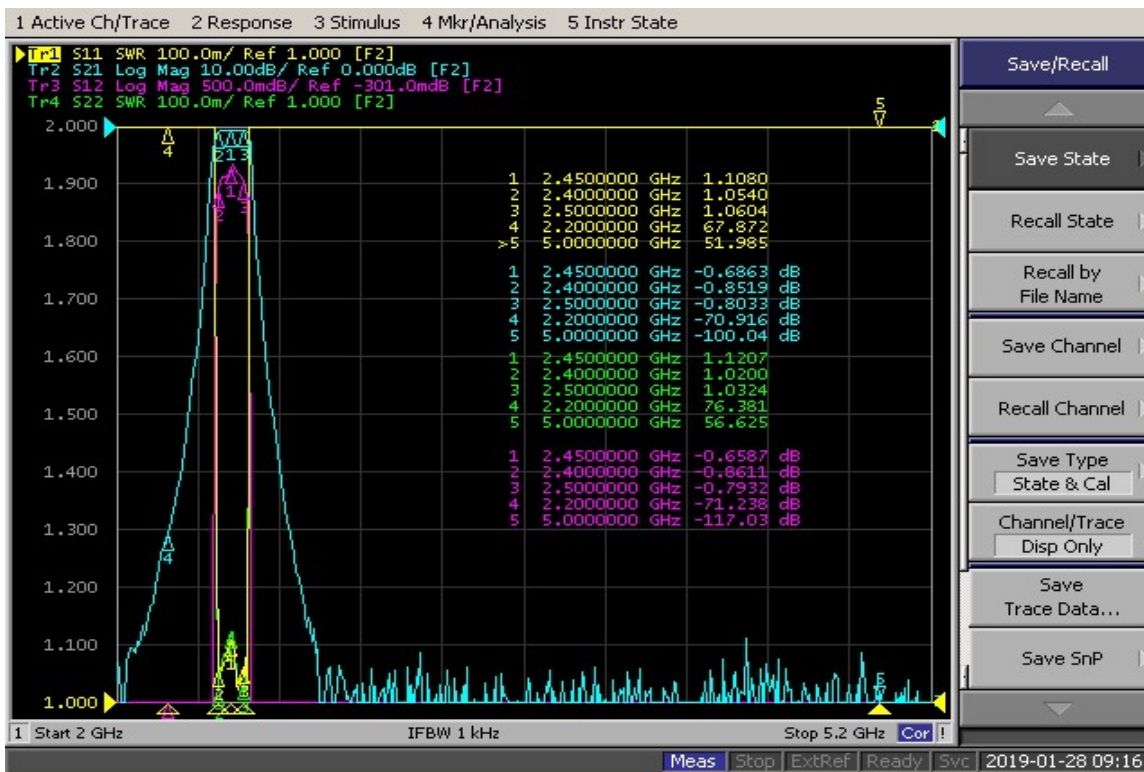 1 Active Ch/Trace 2 Response 3 Stimulus 4 Mkr/Analysis 5 Instr State
Tr1 S11 SWR 100.0m/ Ref 1.000 [F2]
Tr2 S21 Log Mag 10.00dB/ Ref 0.000dB [F2]
Tr3 S12 Log Mag 500.0mdB/ Ref -301.0mdB [F2]
Tr4 S22 SWR 100.0m/ Ref 1.000 [F2]
2.000
1.900
1.800
1.700
1.600
1.500
1.400
1.300
1.200
1.100
1.000
5
4
2 1 3
1
2
3
4
5
1 2.4500000 GHz 1.1080
2 2.4000000 GHz 1.0540
3 2.5000000 GHz 1.0604
4 2.2000000 GHz 67.872
>5 5.0000000 GHz 51.985
1 2.4500000 GHz -0.6863 dB
2 2.4000000 GHz -0.8519 dB
3 2.5000000 GHz -0.8033 dB
4 2.2000000 GHz -70.916 dB
5 5.0000000 GHz -100.04 dB
1 2.4500000 GHz 1.1207
2 2.4000000 GHz 1.0200
3 2.5000000 GHz 1.0324
4 2.2000000 GHz 76.381
5 5.0000000 GHz 56.625
1 2.4500000 GHz -0.6587 dB
2 2.4000000 GHz -0.8611 dB
3 2.5000000 GHz -0.7932 dB
4 2.2000000 GHz -71.238 dB
5 5.0000000 GHz -117.03 dB
1 Start 2 GHz IFBW 1 kHz Stop 5.2 GHz Cor !
Save/Recall
Save State
Recall State
Recall by
File Name
Save Channel
Recall Channel
Save Type
State & Cal
Channel/Trace
Disp Only
Save
Trace Data...
Save SnP
Meas Stop ExtRef Ready Svc 2019-01-28 09:16